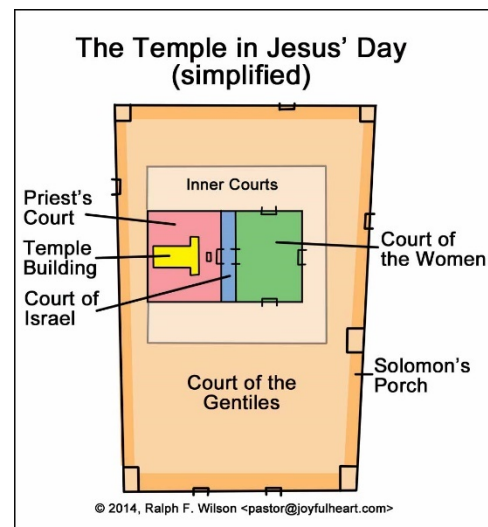 The Temple in Jesus' Day
(simplified)
Inner Courts
Priest's
Court
Temple
Building
Court of
Israel
Court of
the Women
Solomon's
Porch
Court of the
Gentiles
© 2014, Ralph F. Wilson <pastor@joyfulheart.com>